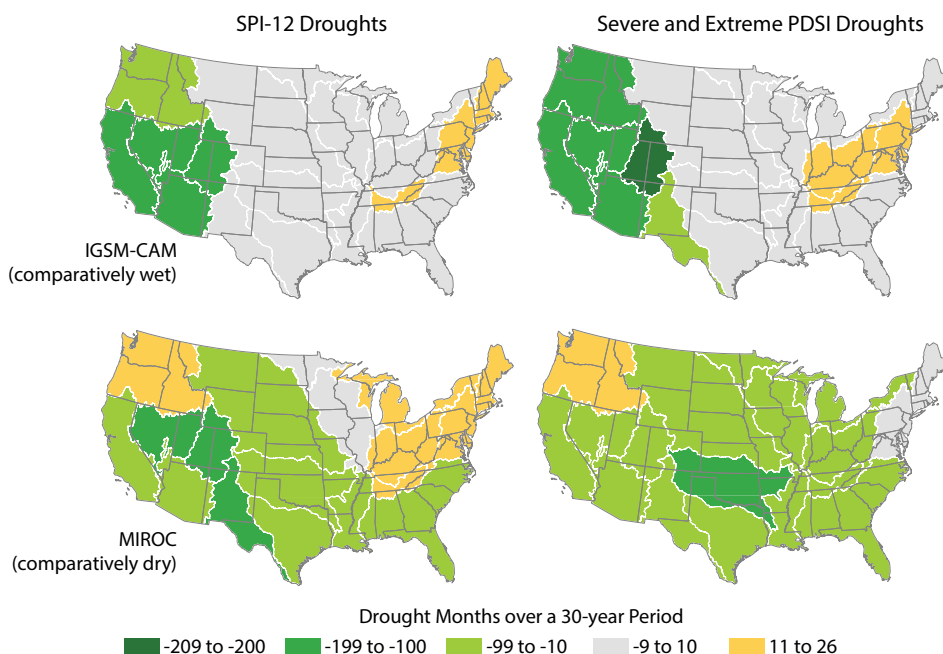 SPI-12 Droughts
Severe and Extreme PDSI Droughts
IGSM-CAM
(comparatively wet)
MIROC
(comparatively dry)
Drought Months over a 30-year Period
-209 to -200
-199 to -100
-99 to -10
-9 to 10
11 to 26